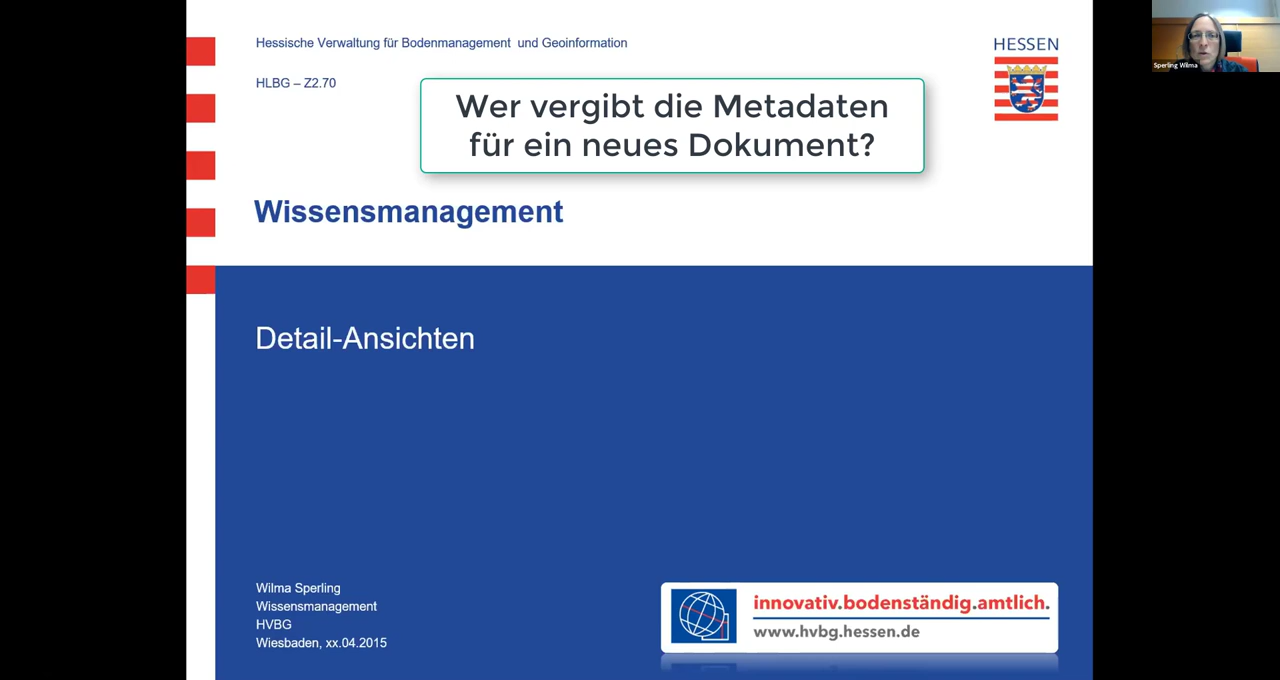 Hessische Verwaltung für Bodenmanagement und Geoinformation
HLBG – Z2.70
HESSEN
Sperling Wilma
Wer vergibt die Metadaten
für ein neues Dokument?
Wissensmanagement
Detail-Ansichten
Wilma Sperling
Wissensmanagement
HVBG
Wiesbaden, xx.04.2015
innovativ.bodenständig.amtlich.
www.hvbg.hessen.de